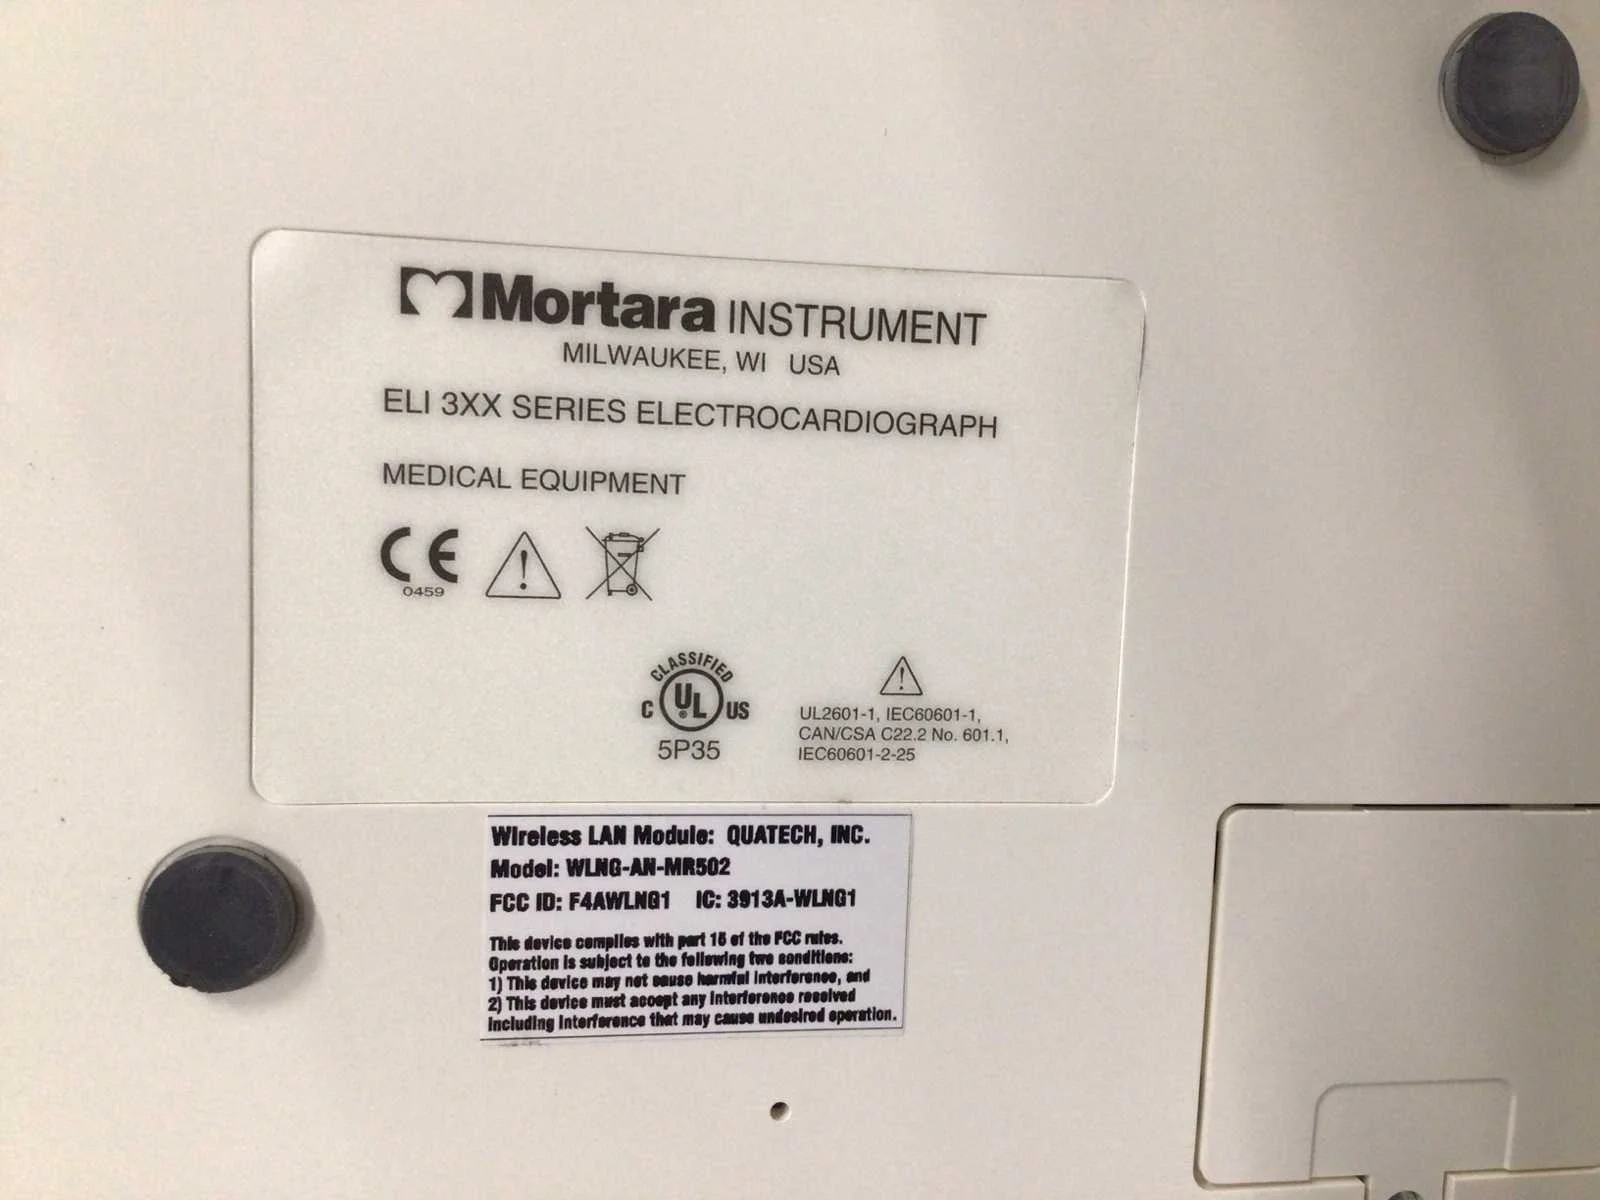 Mortara INSTRUMENT
MILWAUKEE, WI USA
ELI 3XX SERIES ELECTROCARDIOGRAPH
MEDICAL EQUIPMENT
CE
0459
CLASSIFIED
C UL US
5P35
UL2601-1, IEC60601-1,
CAN/CSA C22.2 No. 601.1,
IEC60601-2-25
Wireless LAN Module: QUATECH, INC.
Model: WLNG-AN-MR502
FCC ID: F4AWLNG1 IC: 3913A-WLNG1
This device complies with part 15 of the FCC rules.
Operation is subject to the following two conditions:
1) This device may not cause harmful interference, and
2) This device must accept any interference received
including interference that may cause undesired operation.